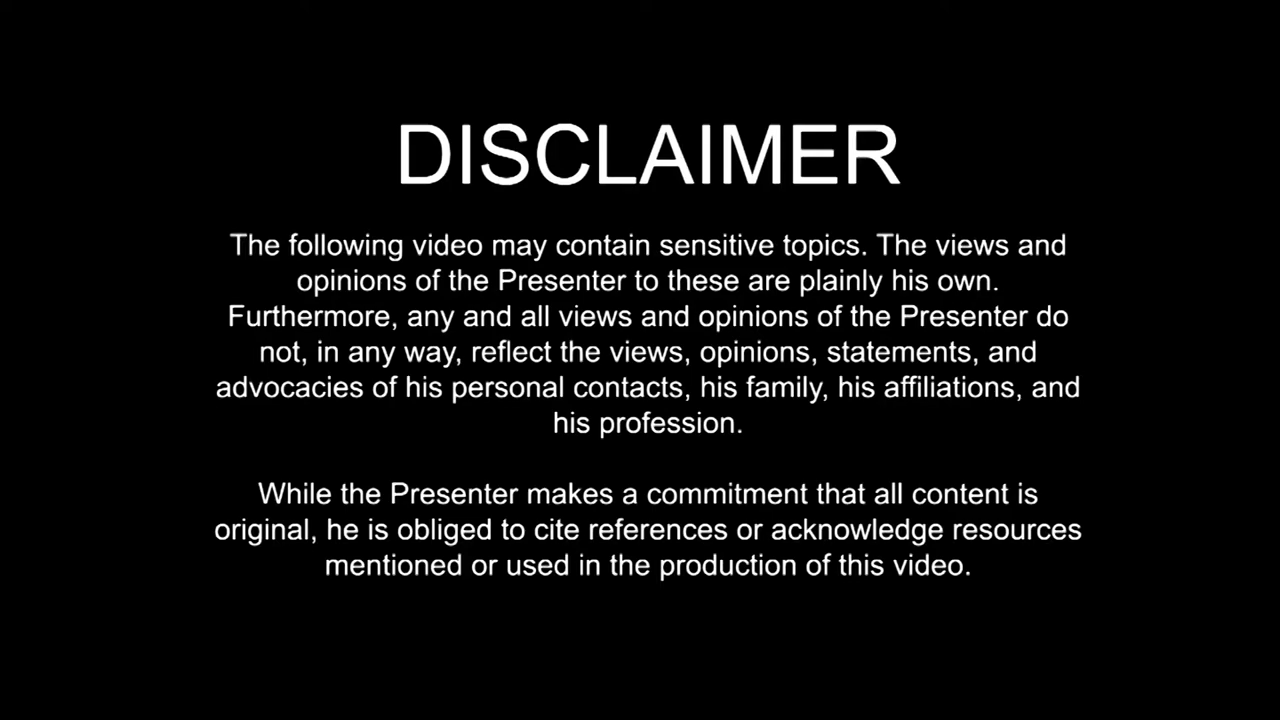 DISCLAIMER
The following video may contain sensitive topics. The views and
opinions of the Presenter to these are plainly his own.
Furthermore, any and all views and opinions of the Presenter do
not, in any way, reflect the views, opinions, statements, and
advocacies of his personal contacts, his family, his affiliations, and
his profession.
While the Presenter makes a commitment that all content is
original, he is obliged to cite references or acknowledge resources
mentioned or used in the production of this video.